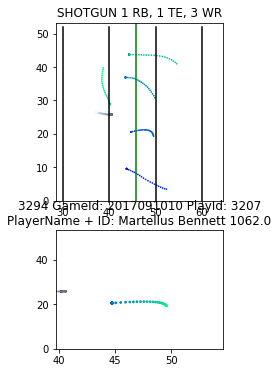 SHOTGUN 1 RB, 1 TE, 3 WR
50
40
30
20
10
0
30 40 50 60
3294 GameId: 2017091010 PlayId: 3207
PlayerName + ID: Martellus Bennett 1062.0
40
20
0
40 45 50